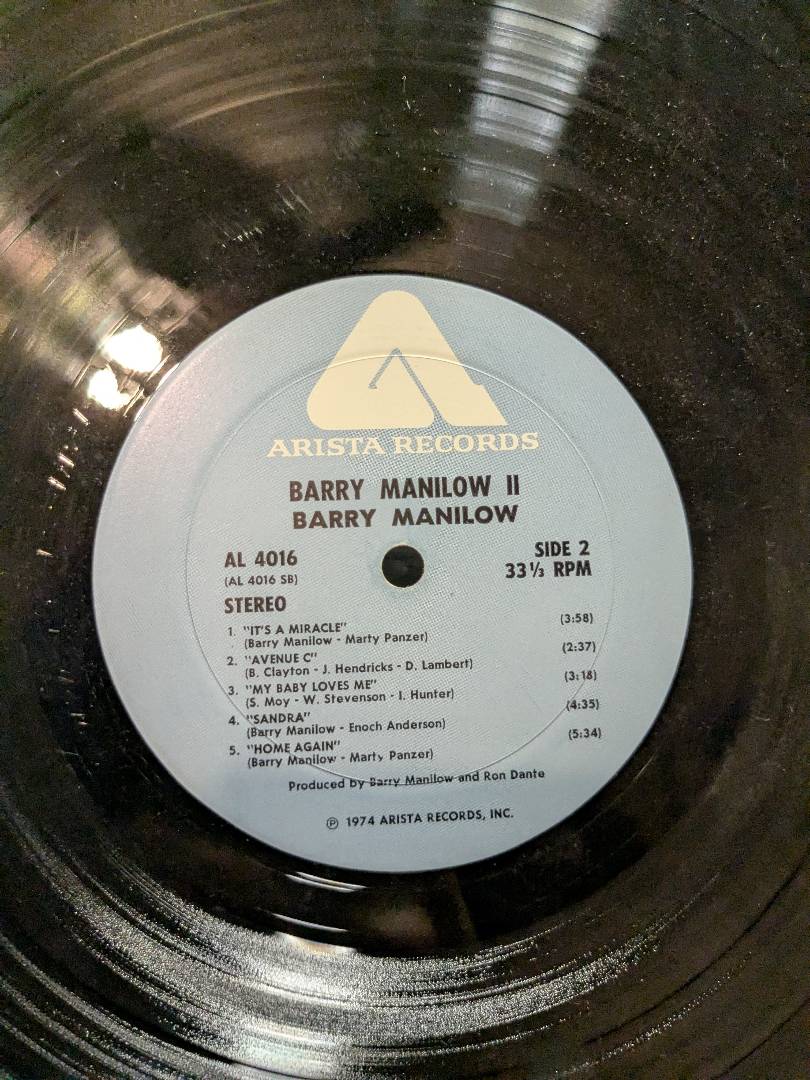 ARISTA RECORDS
BARRY MANILOW II
BARRY MANILOW
AL 4016
(AL 4016 SB)
STEREO
SIDE 2
33 1/3 RPM
1. "IT'S A MIRACLE" (3:58)
(Barry Manilow - Marty Panzer)
2. "AVENUE C" (2:37)
(B. Clayton - J. Hendricks - D. Lambert)
3. "MY BABY LOVES ME" (3:18)
(S. Moy - W. Stevenson - I. Hunter)
4. "SANDRA" (4:35)
(Barry Manilow - Enoch Anderson)
5. "HOME AGAIN" (5:34)
(Barry Manilow - Marty Panzer)
Produced by Barry Manilow and Ron Dante
℗ 1974 ARISTA RECORDS, INC.